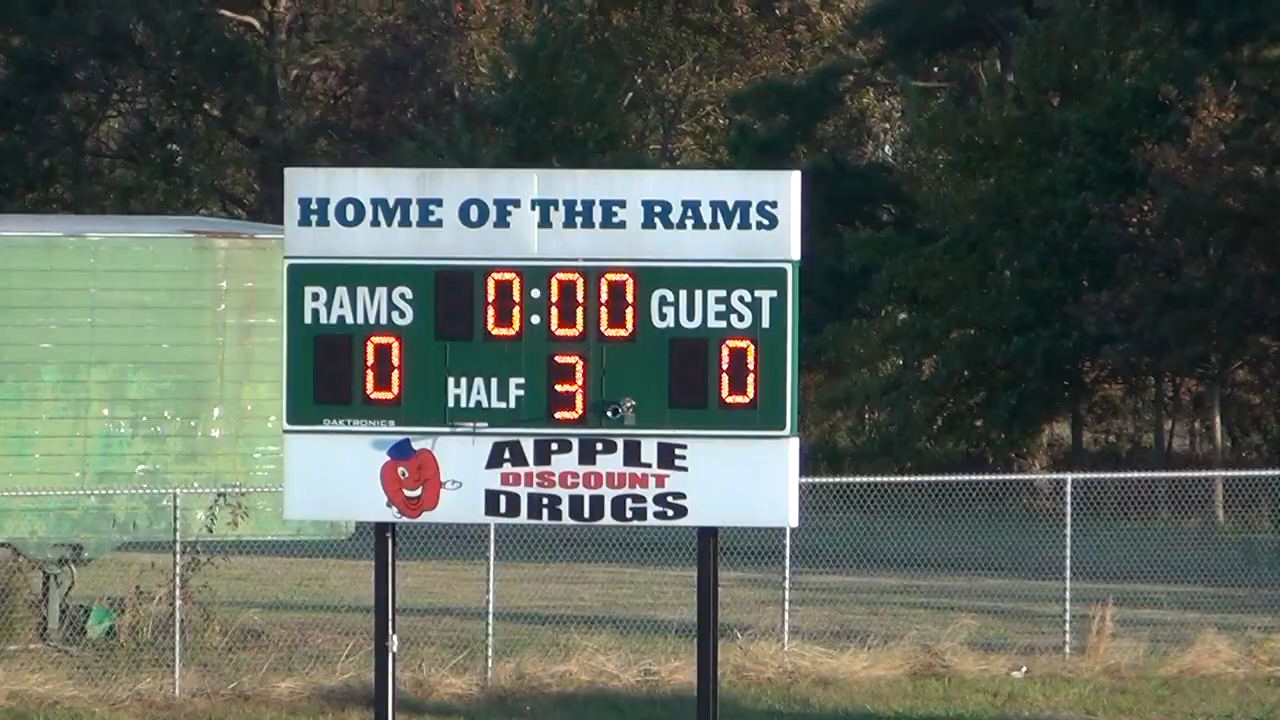 HOME OF THE RAMS
RAMS 0:00 GUEST
0 HALF 3 0
DAKTRONICS
APPLE
DISCOUNT
DRUGS